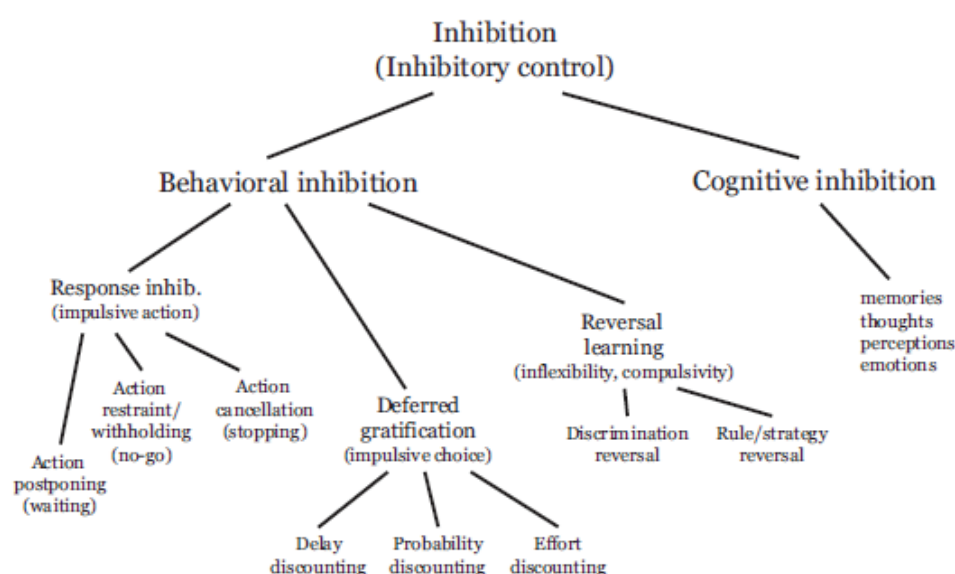 Inhibition
(Inhibitory control)
Behavioral inhibition
Cognitive inhibition
Response inhib.
(impulsive action)
Action
postponing
(waiting)
Action
restraint/
withholding
(no-go)
Action
cancellation
(stopping)
Deferred
gratification
(impulsive choice)
Delay
discounting
Probability
discounting
Effort
discounting
Reversal
learning
(inflexibility, compulsivity)
Discrimination
reversal
Rule/strategy
reversal
memories
thoughts
perceptions
emotions